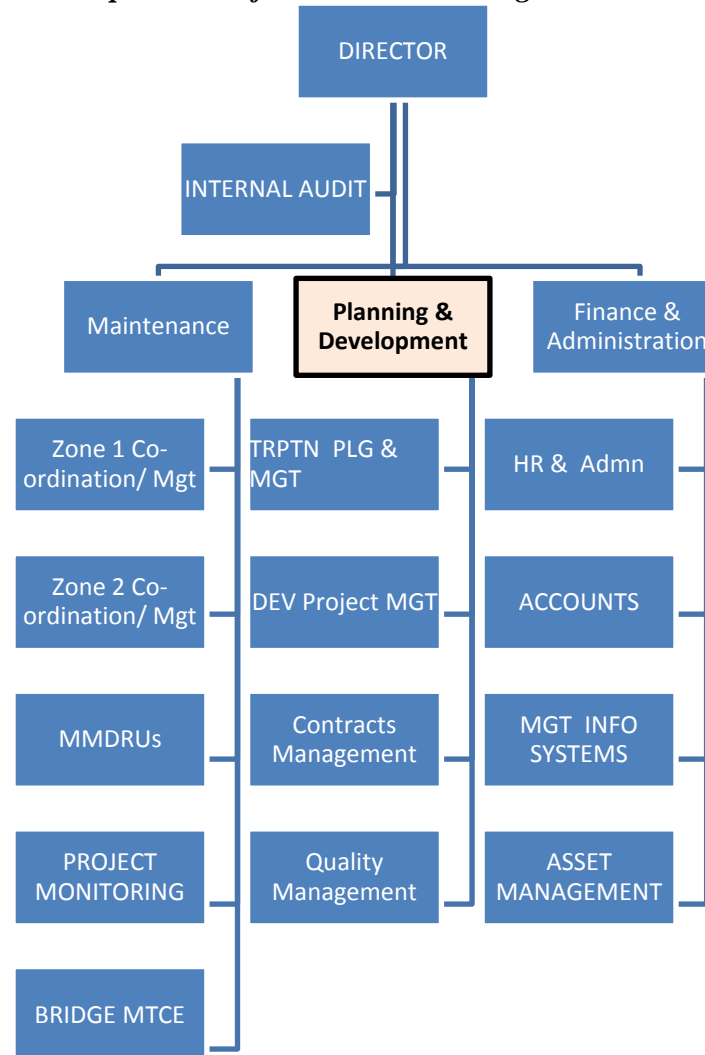 DIRECTOR
INTERNAL AUDIT
Maintenance
Planning &
Development
Finance &
Administration
Zone 1 Co-
ordination/ Mgt
TRPTN PLG &
MGT
HR & Admn
Zone 2 Co-
ordination/ Mgt
DEV Project MGT
ACCOUNTS
MMDRUs
Contracts
Management
MGT INFO
SYSTEMS
PROJECT
MONITORING
Quality
Management
ASSET
MANAGEMENT
BRIDGE MTCE